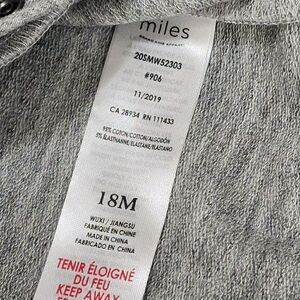 miles
20SMW52303
#906
11/2019
CA 28934 RN 111433
95% COTTON/COTTON/ALGODÓN
5% ÉLASTHANNE/ELASTANE/ELASTANO
18M
WUXI / JIANGSU
FABRIQUÉ EN CHINE
MADE IN CHINA
FABRICADO EN CHINA
TENIR ÉLOIGNÉ
DU FEU
KEEP AWAY